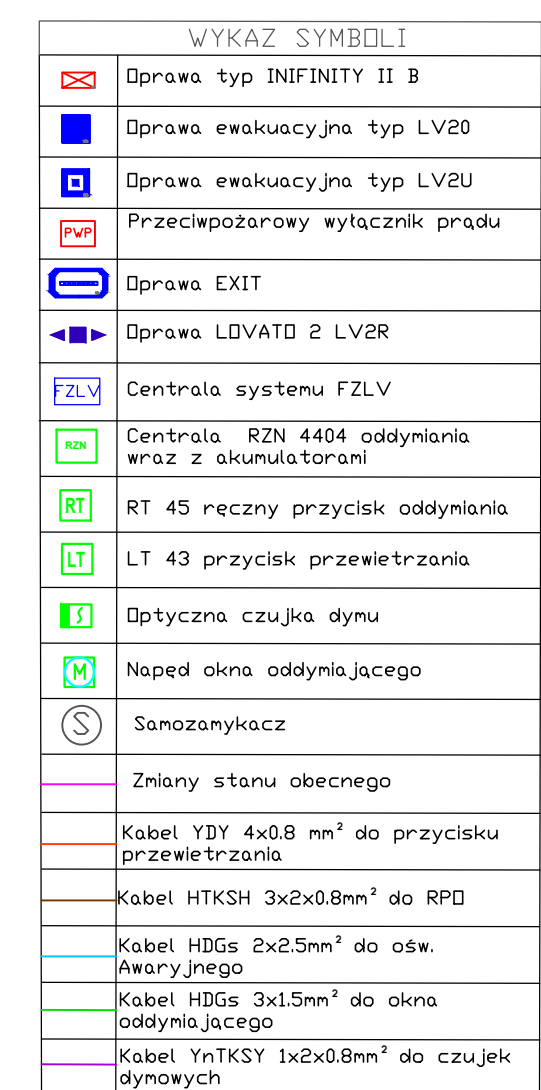 WYKAZ SYMBOLI
Oprawa typ INIFINITY II B
Oprawa ewakuacyjna typ LV20
Oprawa ewakuacyjna typ LV2U
PWP
Przeciwpożarowy wyłącznik prądu
Oprawa EXIT
Oprawa LOVATO 2 LV2R
FZLV
Centrala systemu FZLV
RZN
Centrala RZN 4404 oddymiania
wraz z akumulatorami
RT
RT 45 ręczny przycisk oddymiania
LT
LT 43 przycisk przewietrzania
S
Optyczna czujka dymu
M
Napęd okna oddymiającego
S
Samozamykacz
Zmiany stanu obecnego
Kabel YDY 4x0.8 mm² do przycisku
przewietrzania
Kabel HTKSH 3x2x0.8mm² do RPO
Kabel HDGs 2x2.5mm² do ośw.
Awaryjnego
Kabel HDGs 3x1.5mm² do okna
oddymiającego
Kabel YnTKSY 1x2x0.8mm² do czujek
dymowych